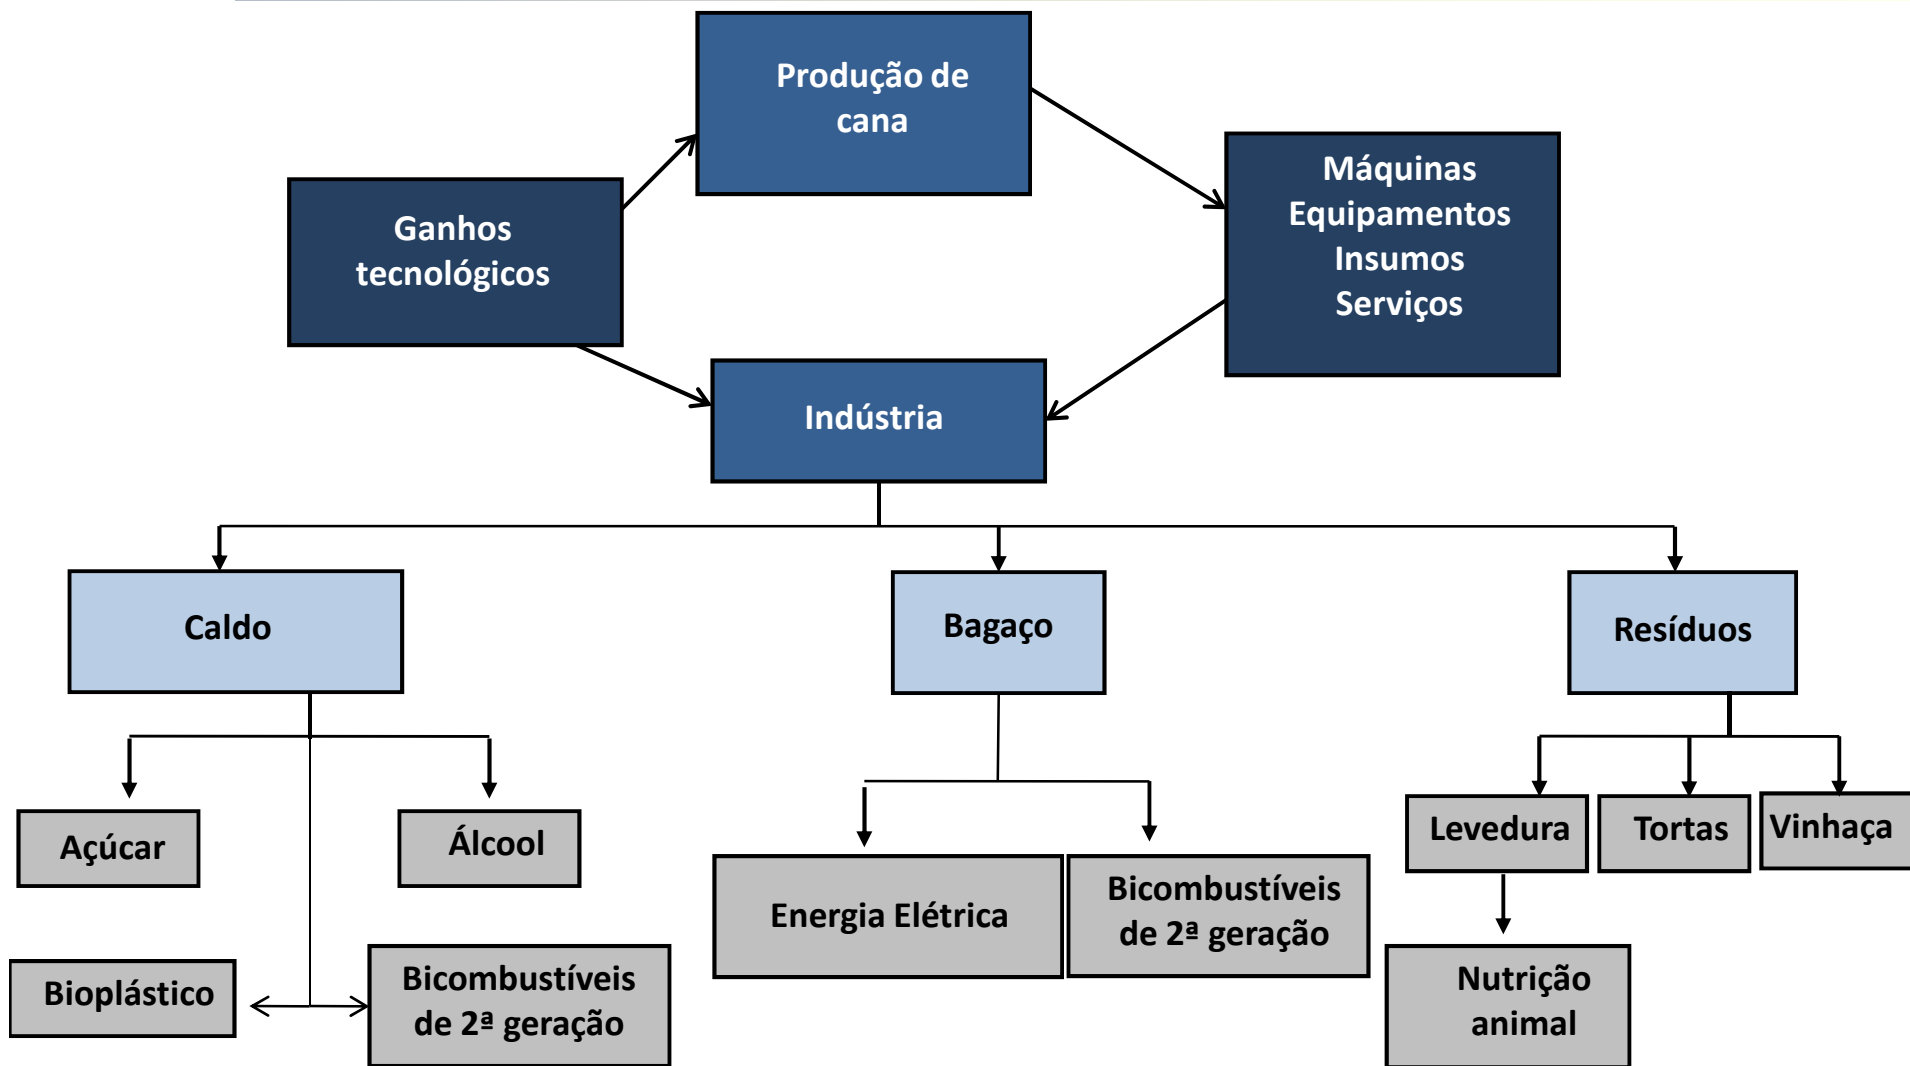 Produção de
cana
Ganhos
tecnológicos
Máquinas
Equipamentos
Insumos
Serviços
Indústria
Caldo
Bagaço
Resíduos
Açúcar
Álcool
Bioplástico
Bicombustíveis
de 2ª geração
Energia Elétrica
Bicombustíveis
de 2ª geração
Levedura
Tortas
Vinhaça
Nutrição
animal